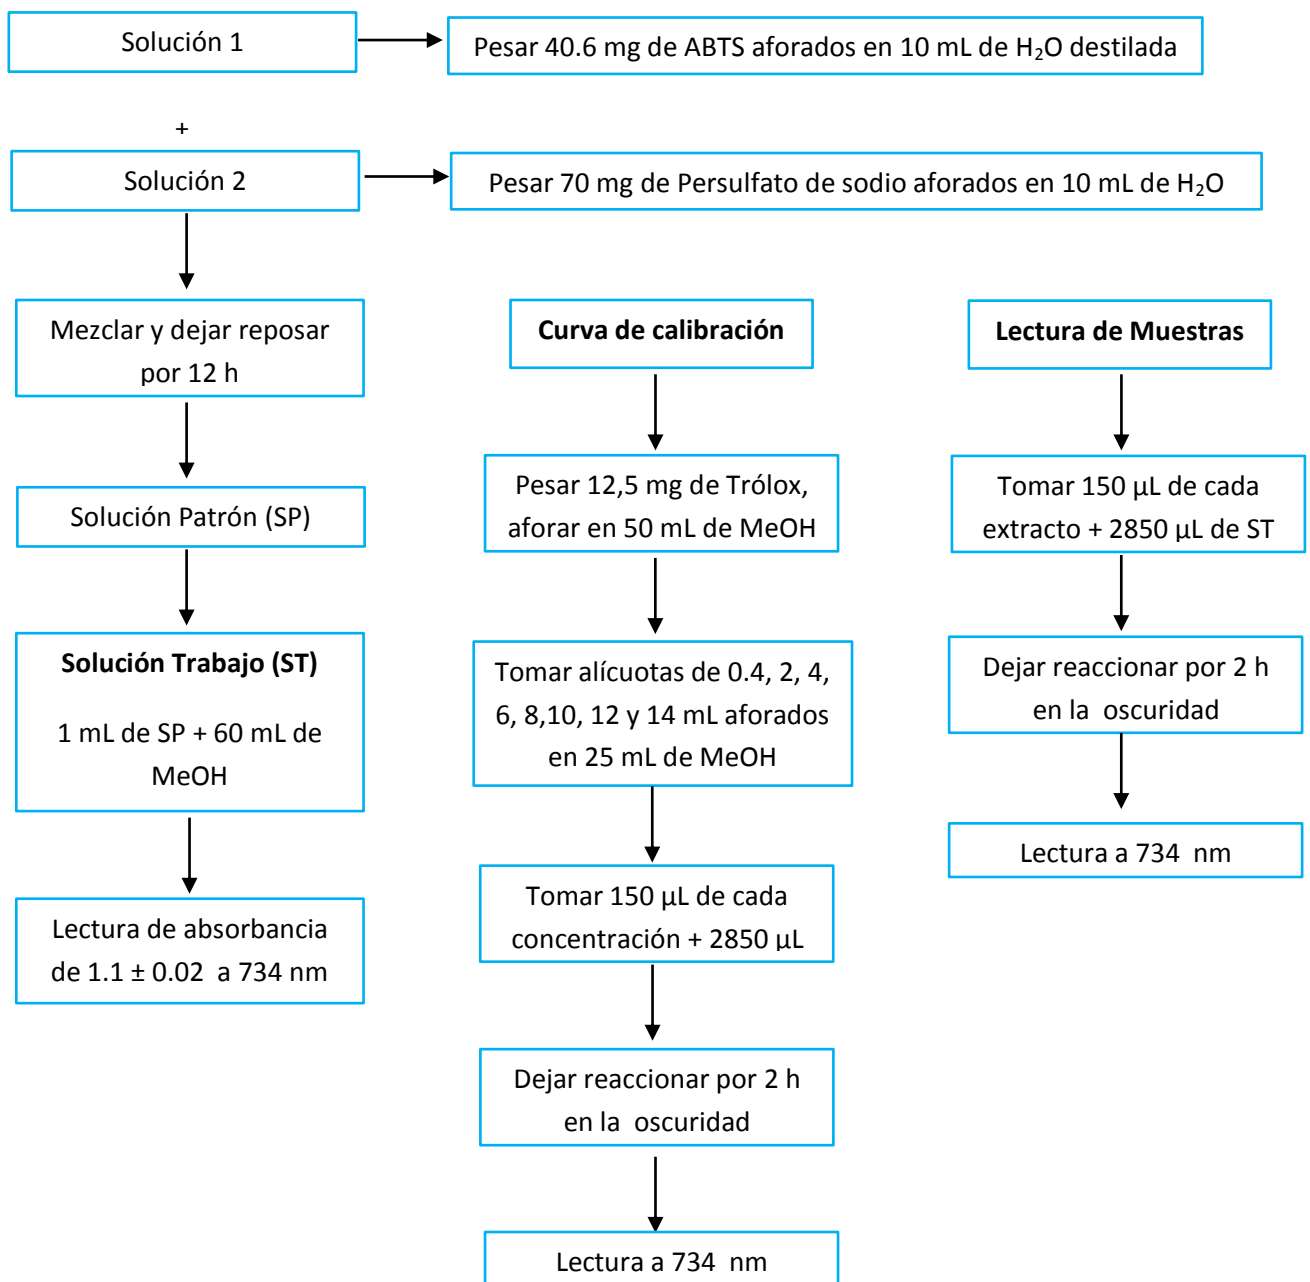 Solución 1
Pesar 40.6 mg de ABTS aforados en 10 mL de H₂O destilada
+
Solución 2
Pesar 70 mg de Persulfato de sodio aforados en 10 mL de H₂O
Mezclar y dejar reposar
por 12 h
Solución Patrón (SP)
Solución Trabajo (ST)
1 mL de SP + 60 mL de
MeOH
Lectura de absorbancia
de 1.1 ± 0.02 a 734 nm
Curva de calibración
Pesar 12,5 mg de Trólox,
aforar en 50 mL de MeOH
Tomar alícuotas de 0.4, 2, 4,
6, 8,10, 12 y 14 mL aforados
en 25 mL de MeOH
Tomar 150 µL de cada
concentración + 2850 µL
Dejar reaccionar por 2 h
en la oscuridad
Lectura a 734 nm
Lectura de Muestras
Tomar 150 µL de cada
extracto + 2850 µL de ST
Dejar reaccionar por 2 h
en la oscuridad
Lectura a 734 nm